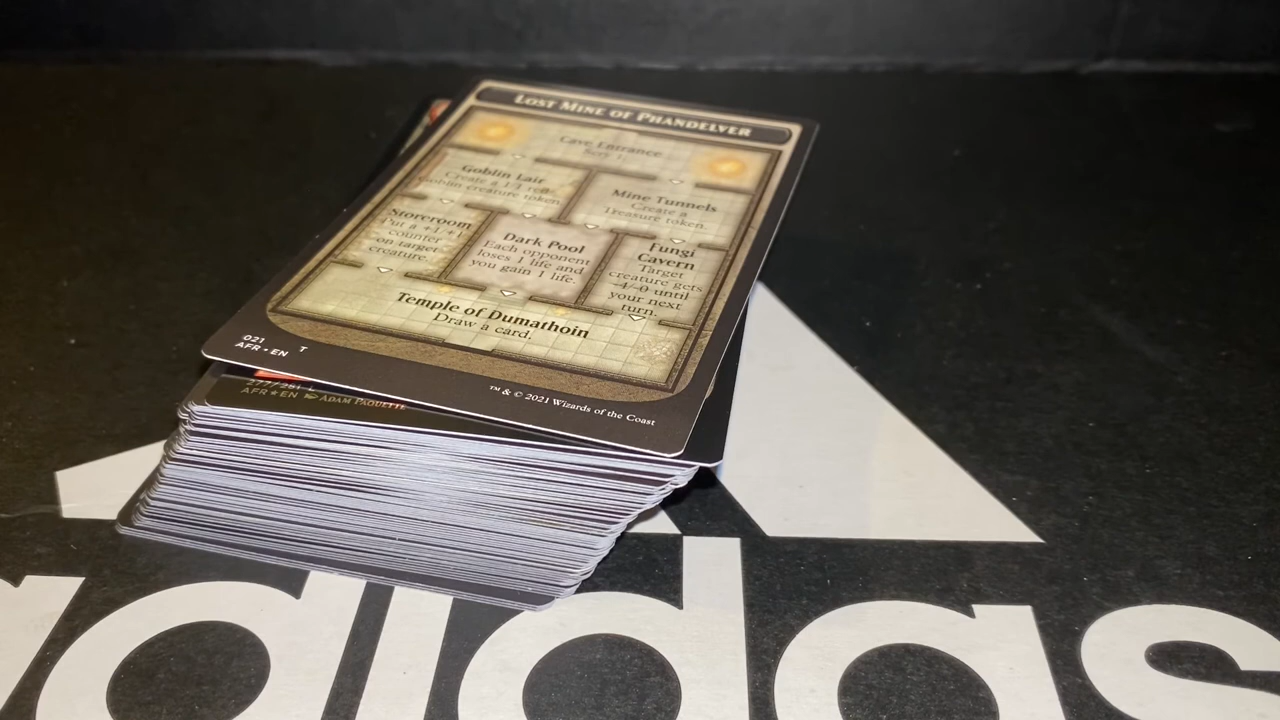 LOST MINE OF PHANDELVER
Cave Entrance
Scry 1.
Goblin Lair
Create a 1/1 red
Goblin creature token.
Mine Tunnels
Create a
Treasure token.
Storeroom
Put a +1/+1
counter
on target
creature.
Dark Pool
Each opponent
loses 1 life and
you gain 1 life.
Fungi
Cavern
Target
creature gets
-4/-0 until
your next
turn.
Temple of Dumathoin
Draw a card.
021 T
AFR • EN
™ & © 2021 Wizards of the Coast
277/281 L
AFR ★ EN ADAM PAQUETTE
adidas